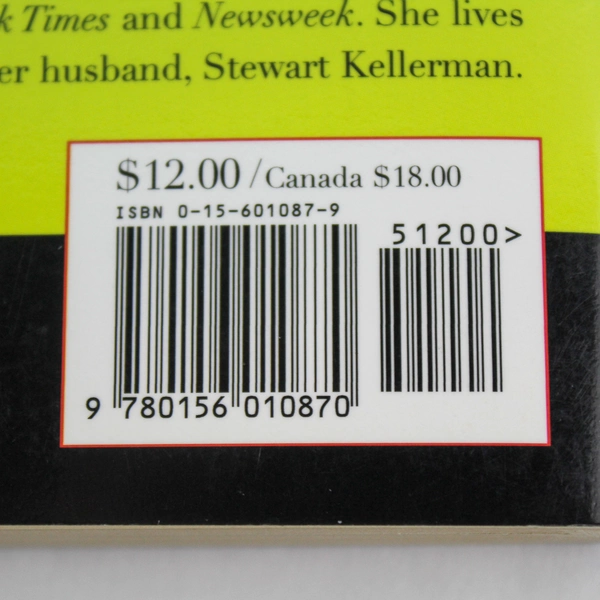 k Times and Newsweek. She lives
er husband, Stewart Kellerman.
$12.00 / Canada $18.00
ISBN 0-15-601087-9
51200>
9 780156 010870